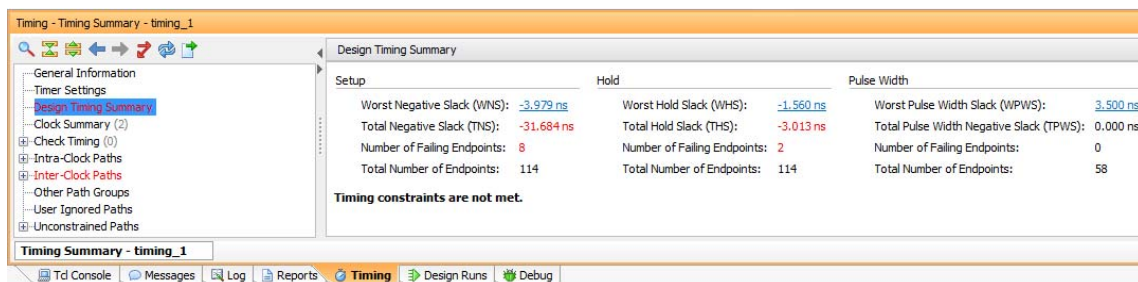 Timing - Timing Summary - timing_1
General Information
Timer Settings
Design Timing Summary
Clock Summary (2)
Check Timing (0)
Intra-Clock Paths
Inter-Clock Paths
Other Path Groups
User Ignored Paths
Unconstrained Paths
Design Timing Summary
Setup Hold Pulse Width
Worst Negative Slack (WNS): -3.979 ns Worst Hold Slack (WHS): -1.560 ns Worst Pulse Width Slack (WPWS): 3.500 ns
Total Negative Slack (TNS): -31.684 ns Total Hold Slack (THS): -3.013 ns Total Pulse Width Negative Slack (TPWS): 0.000 ns
Number of Failing Endpoints: 8 Number of Failing Endpoints: 2 Number of Failing Endpoints: 0
Total Number of Endpoints: 114 Total Number of Endpoints: 114 Total Number of Endpoints: 58
Timing constraints are not met.
Timing Summary - timing_1
Tcl Console Messages Log Reports Timing Design Runs Debug